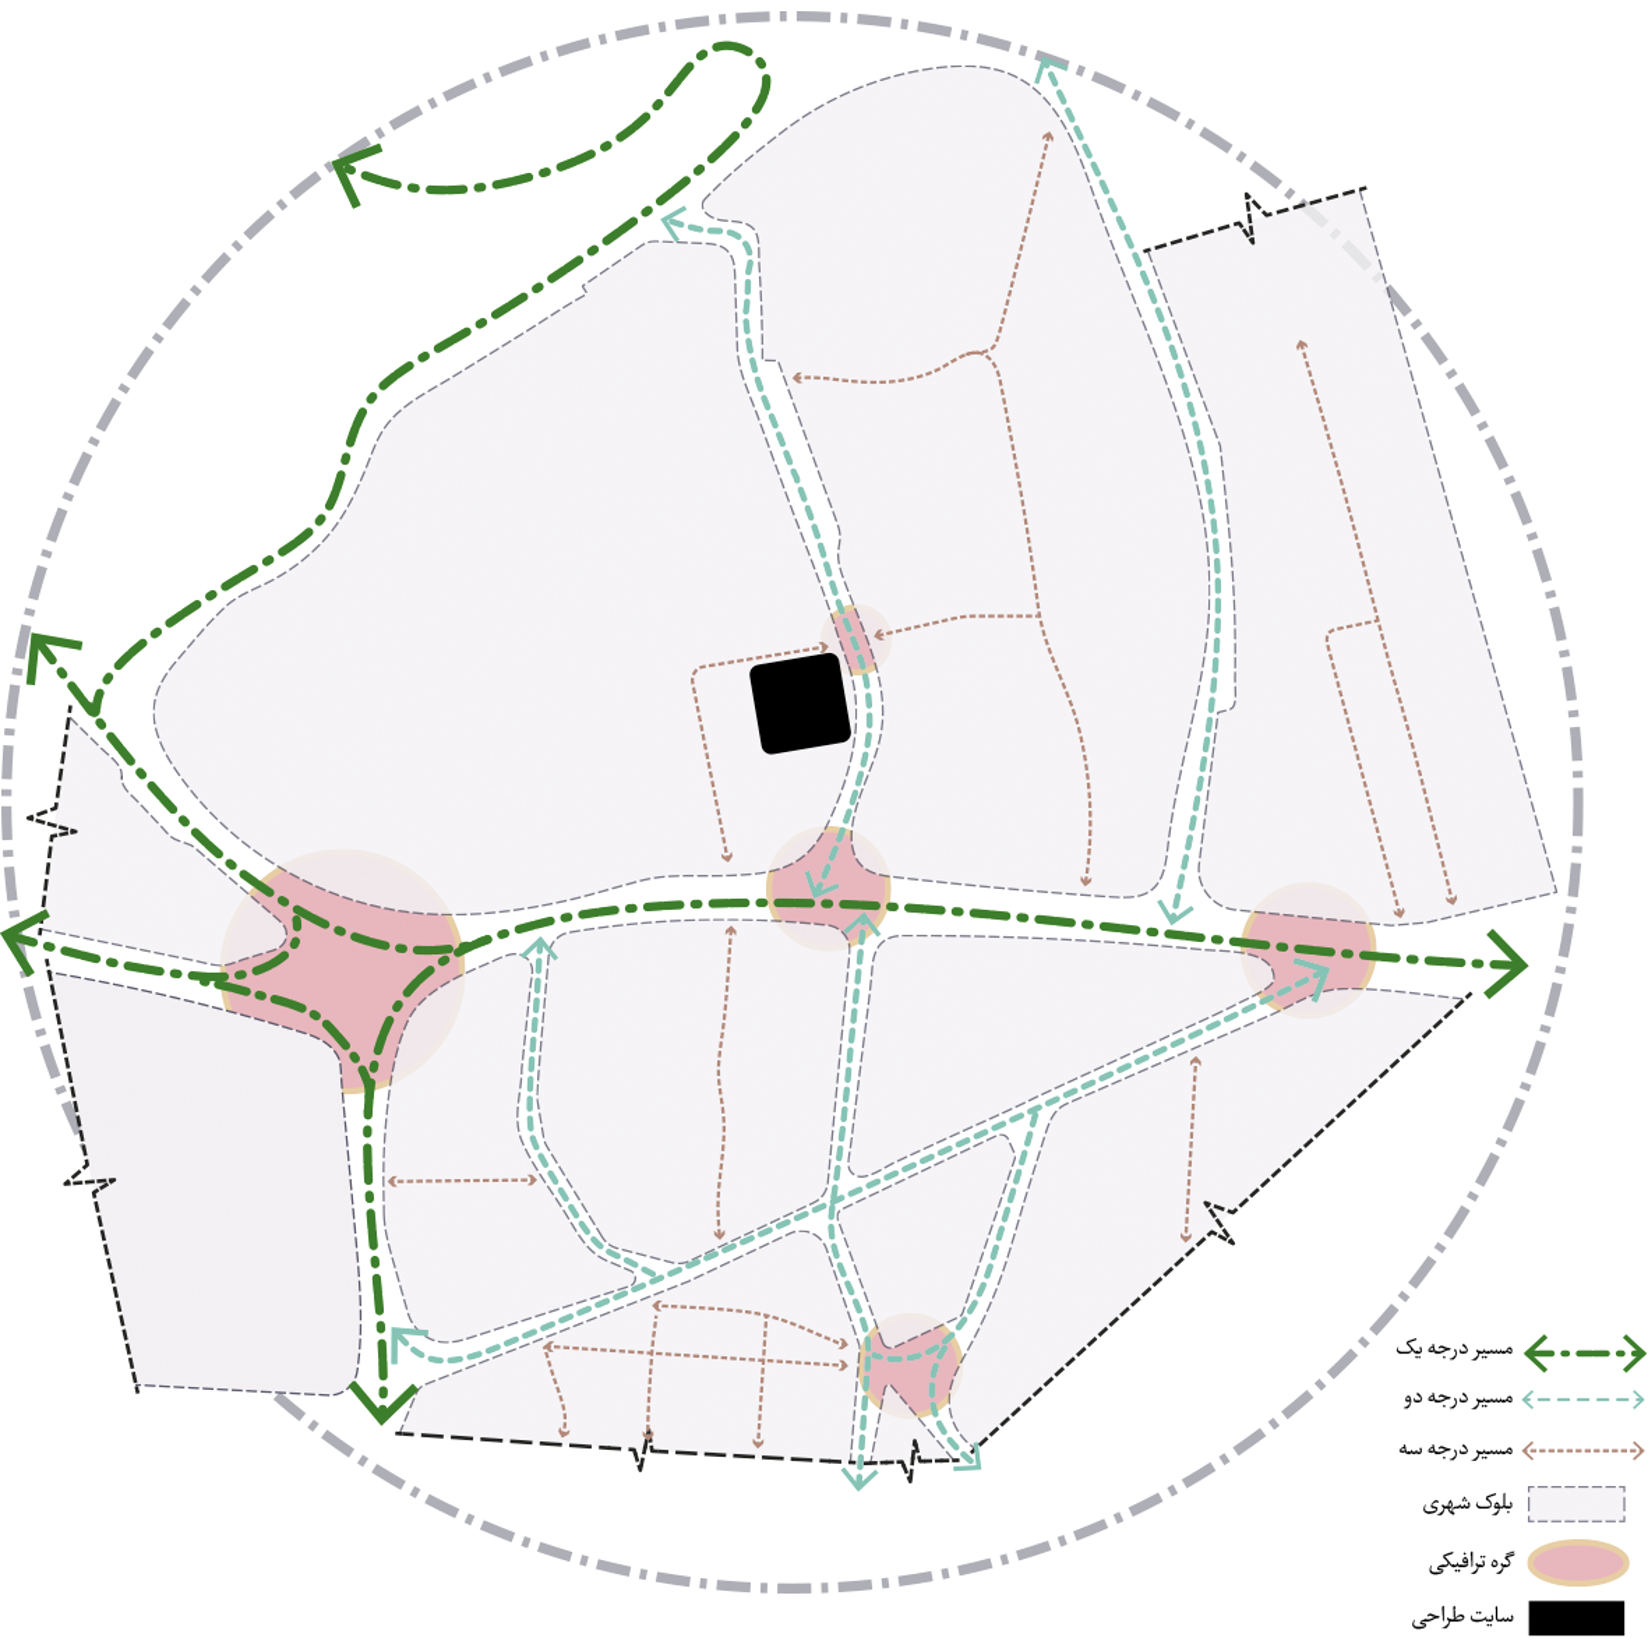 مسیر درجه یک
مسیر درجه دو
مسیر درجه سه
بلوک شهری
گره ترافیکی
سایت طراحی